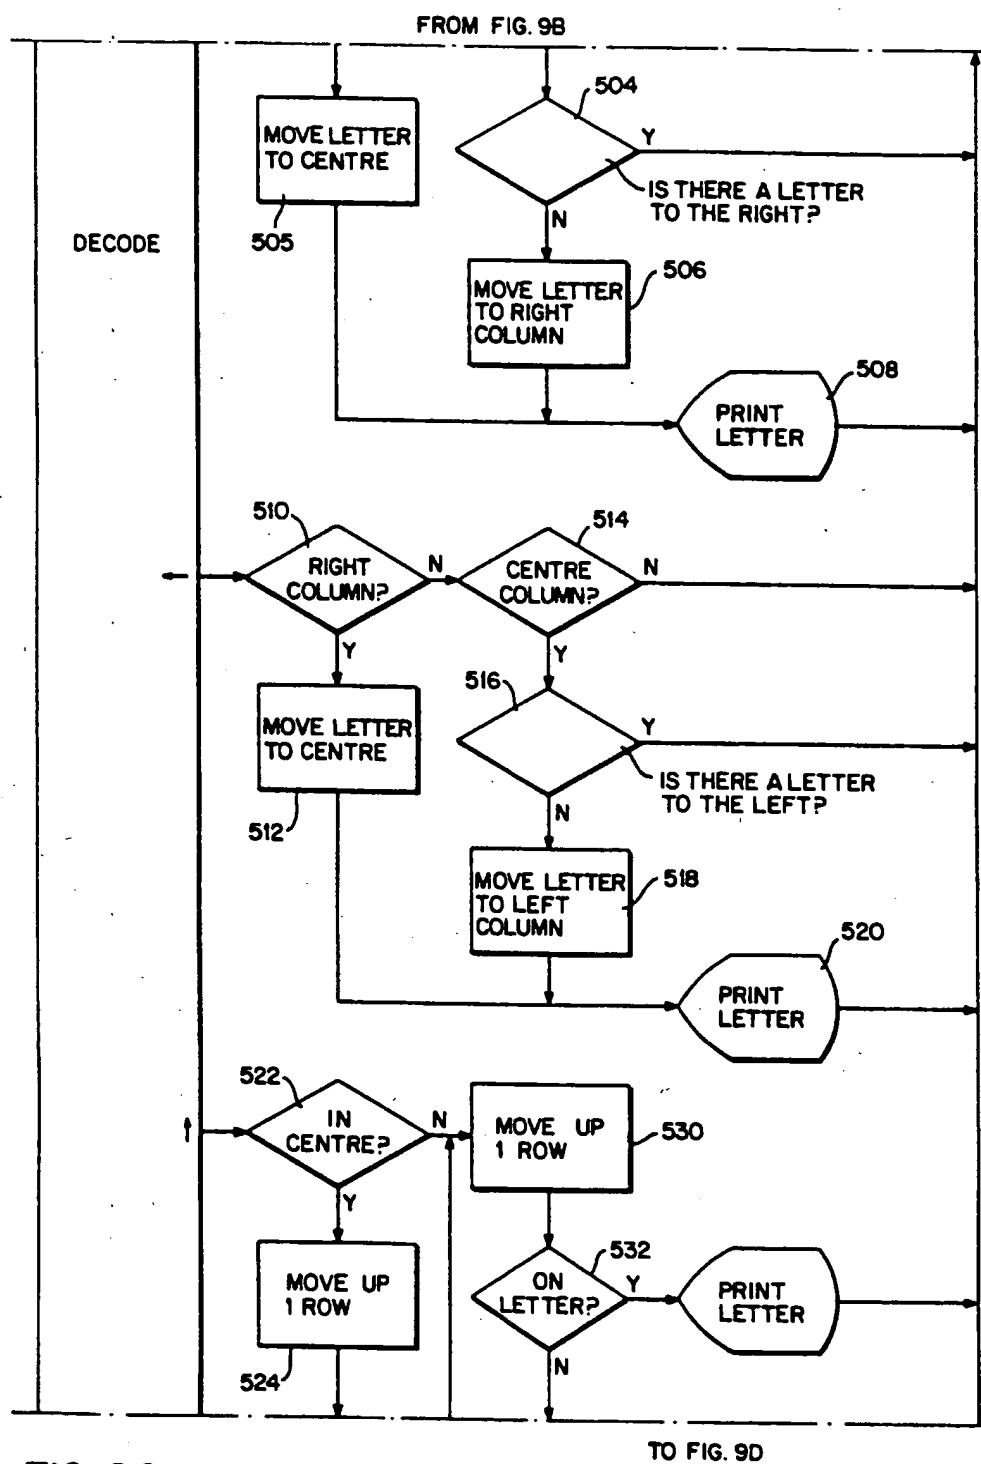 FROM FIG. 9B
504
MOVE LETTER
TO CENTRE
Y
IS THERE A LETTER
TO THE RIGHT?
N
505
DECODE
506
MOVE LETTER
TO RIGHT
COLUMN
508
PRINT
LETTER
510
514
RIGHT
COLUMN?
N
CENTRE
COLUMN?
N
Y
Y
516
Y
MOVE LETTER
TO CENTRE
IS THERE A LETTER
TO THE LEFT?
512
N
MOVE LETTER
TO LEFT
COLUMN
518
520
PRINT
LETTER
522
IN
CENTRE?
N
MOVE UP
1 ROW
530
Y
532
MOVE UP
1 ROW
ON
LETTER?
Y
PRINT
LETTER
524
N
TO FIG. 9D